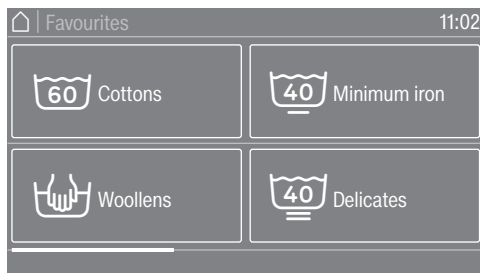 Favourites 11:02
60 Cottons
40 Minimum iron
Woollens
40 Delicates